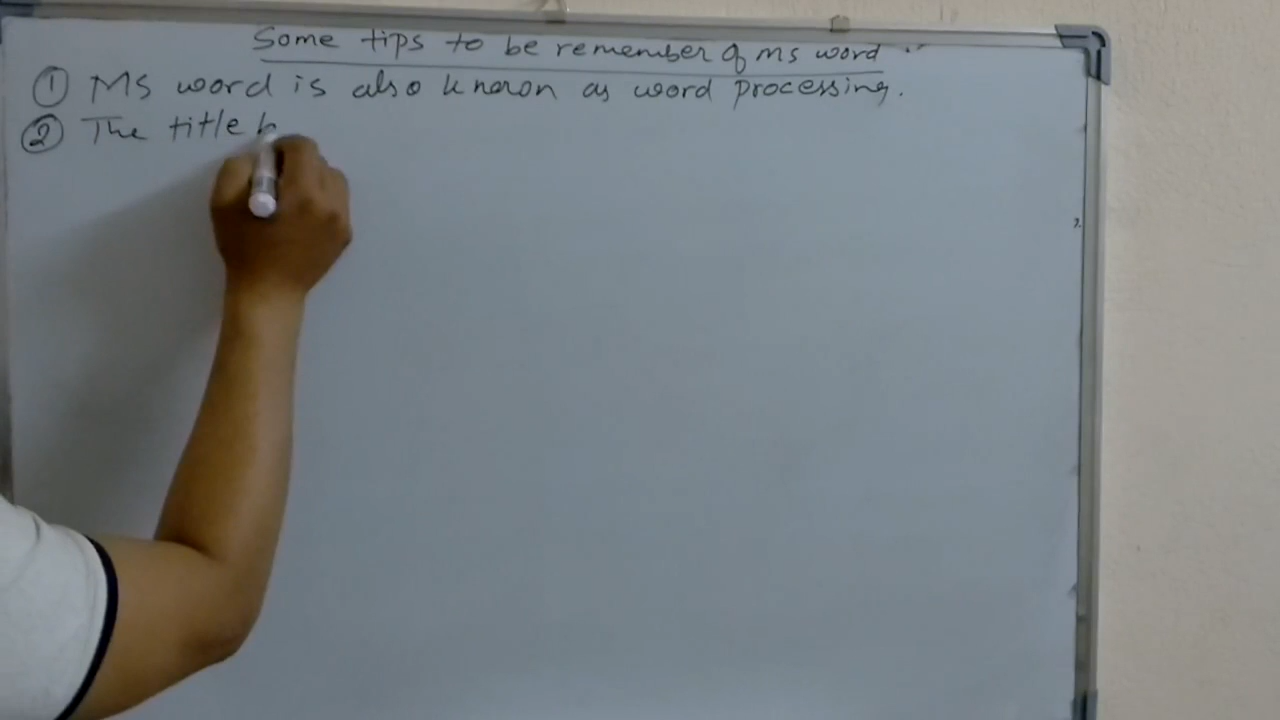 Some tips to be remember of ms word
① MS word is also known as word processing.
② The title b